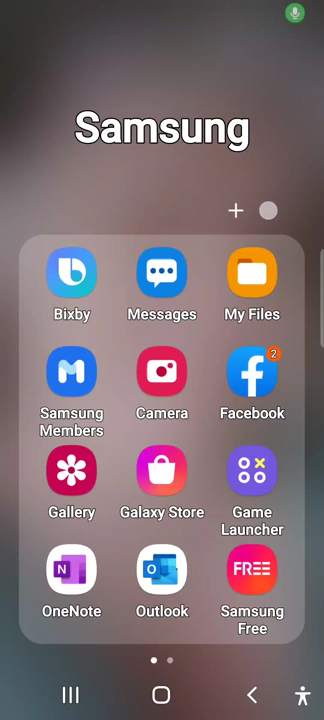 Samsung
Bixby
Messages
My Files
Samsung
Members
Camera
2
Facebook
Gallery
Galaxy Store
Game
Launcher
N
OneNote
O
Outlook
FREE
Samsung
Free